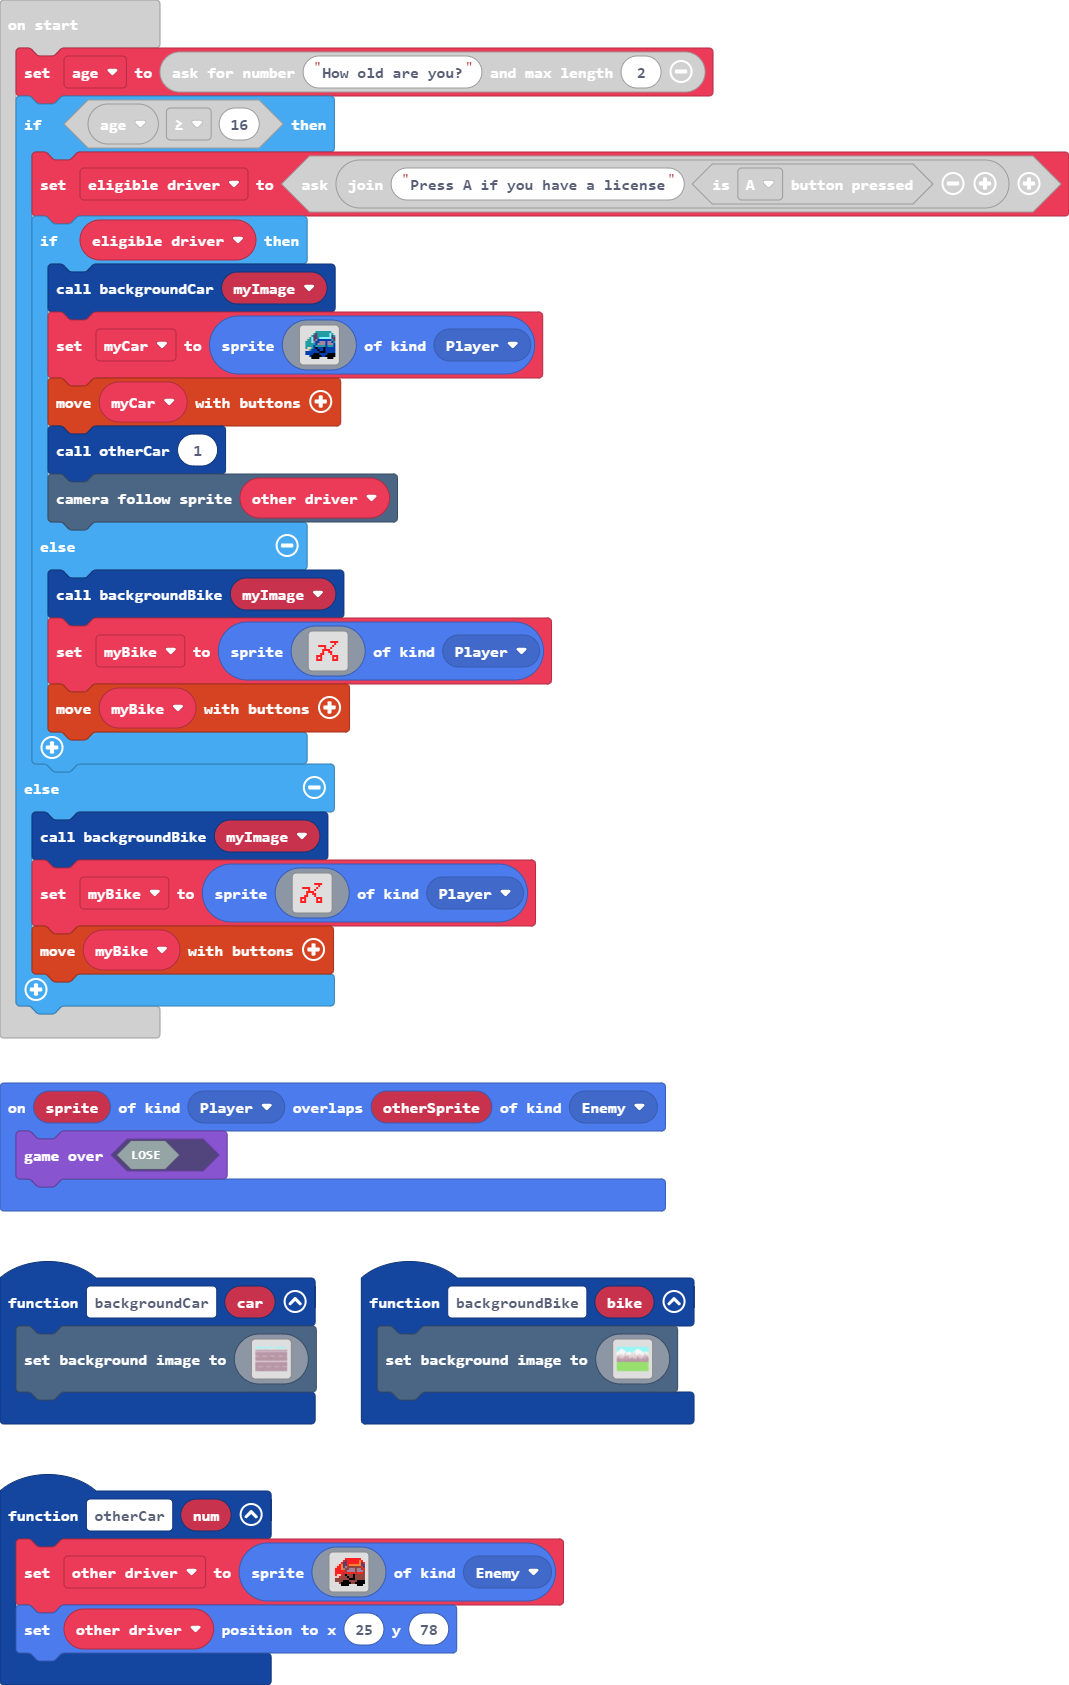 on start
set age to ask for number "How old are you?" and max length 2
if age ≥ 16 then
set eligible driver to ask join "Press A if you have a license" is A button pressed
if eligible driver then
call backgroundCar myImage
set myCar to sprite of kind Player
move myCar with buttons
call otherCar 1
camera follow sprite other driver
else
call backgroundBike myImage
set myBike to sprite of kind Player
move myBike with buttons
else
call backgroundBike myImage
set myBike to sprite of kind Player
move myBike with buttons
on sprite of kind Player overlaps otherSprite of kind Enemy
game over LOSE
function backgroundCar car
set background image to
function backgroundBike bike
set background image to
function otherCar num
set other driver to sprite of kind Enemy
set other driver position to x 25 y 78